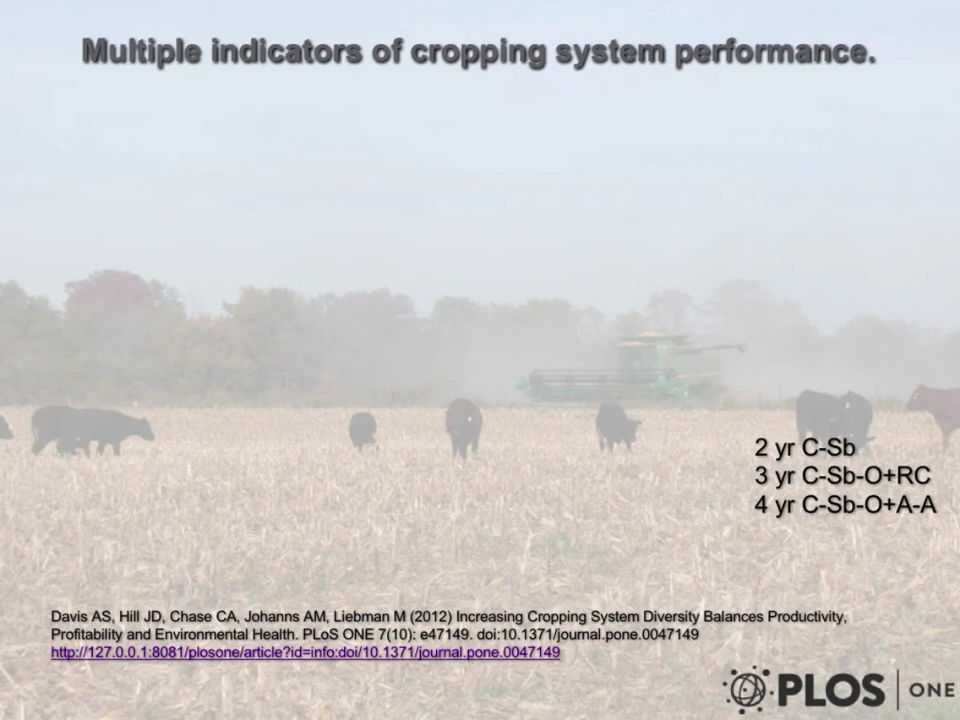 Multiple indicators of cropping system performance.
2 yr C-Sb
3 yr C-Sb-O+RC
4 yr C-Sb-O+A-A
Davis AS, Hill JD, Chase CA, Johanns AM, Liebman M (2012) Increasing Cropping System Diversity Balances Productivity,
Profitability and Environmental Health. PLoS ONE 7(10): e47149. doi:10.1371/journal.pone.0047149
http://127.0.0.1:8081/plosone/article?id=info:doi/10.1371/journal.pone.0047149
PLOS | ONE